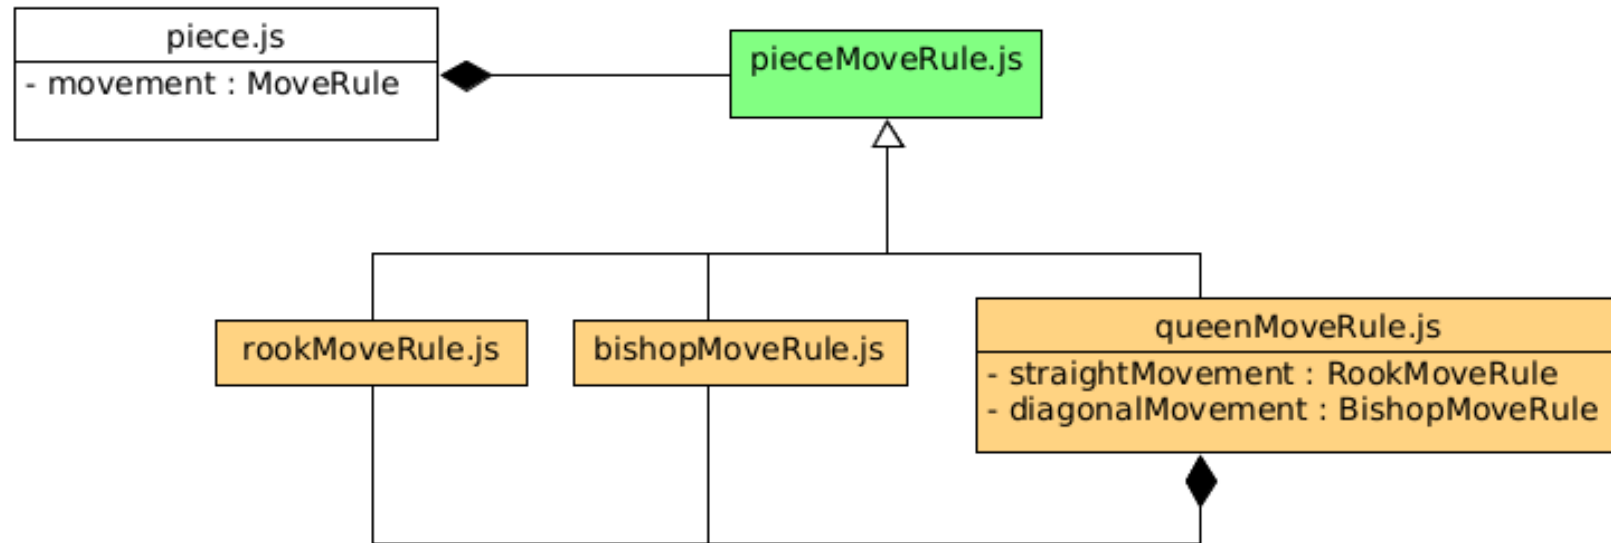 piece.js
- movement : MoveRule
pieceMoveRule.js
rookMoveRule.js
bishopMoveRule.js
queenMoveRule.js
- straightMovement : RookMoveRule
- diagonalMovement : BishopMoveRule